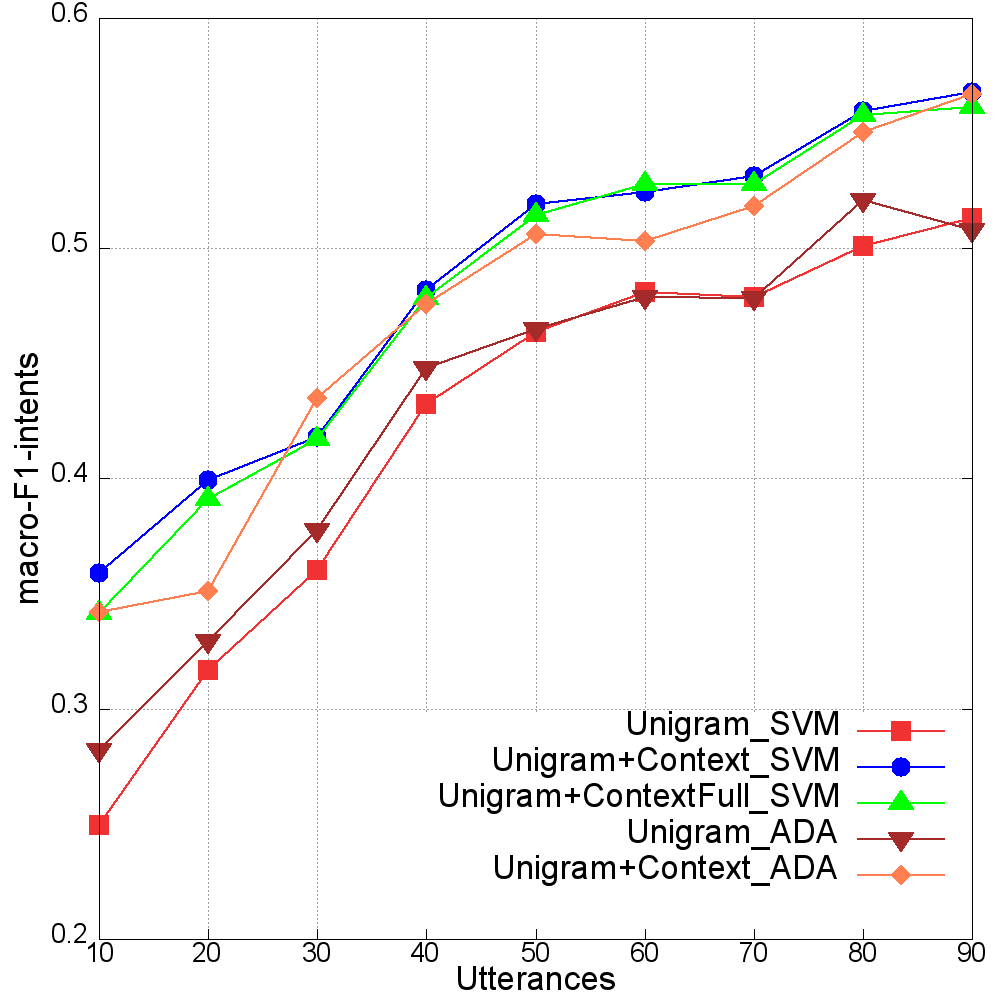 0.6
0.5
0.4
0.3
0.2
macro-F1-intents
Unigram_SVM
Unigram+Context_SVM
Unigram+ContextFull_SVM
Unigram_ADA
Unigram+Context_ADA
10 20 30 40 50 60 70 80 90
Utterances